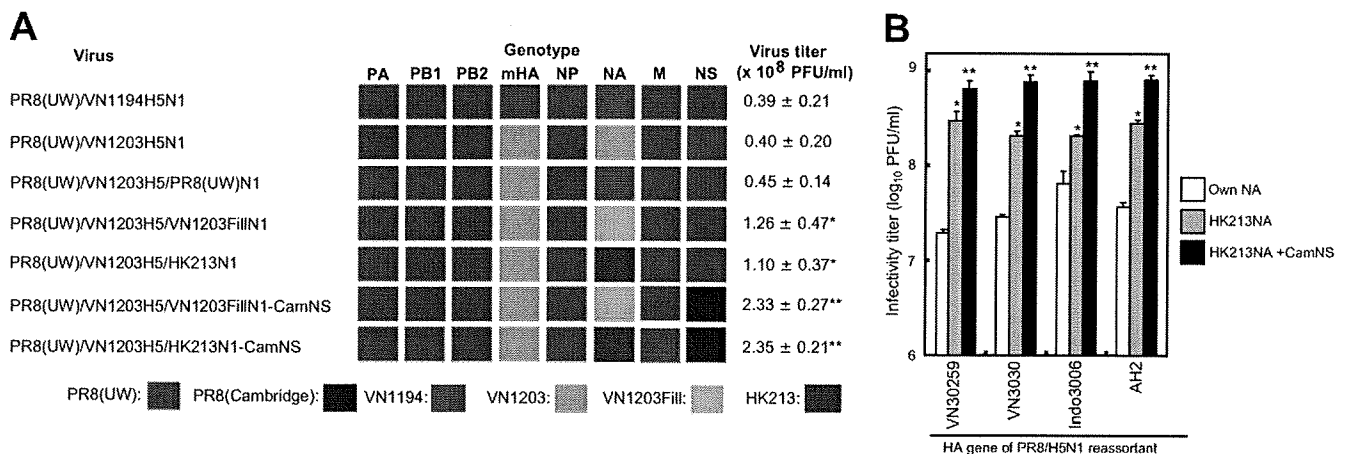 A
Virus
Genotype
Virus titer
(x 10⁸ PFU/ml)
PA PB1 PB2 mHA NP NA M NS
PR8(UW)/VN1194H5N1 0.39 ± 0.21
PR8(UW)/VN1203H5N1 0.40 ± 0.20
PR8(UW)/VN1203H5/PR8(UW)N1 0.45 ± 0.14
PR8(UW)/VN1203H5/VN1203FillN1 1.26 ± 0.47*
PR8(UW)/VN1203H5/HK213N1 1.10 ± 0.37*
PR8(UW)/VN1203H5/VN1203FillN1-CamNS 2.33 ± 0.27**
PR8(UW)/VN1203H5/HK213N1-CamNS 2.35 ± 0.21**
PR8(UW): PR8(Cambridge): VN1194: VN1203: VN1203Fill: HK213:
B
Infectivity titer (log₁₀ PFU/ml)
9
8
7
6
* ** * ** * ** * **
Own NA
HK213NA
HK213NA +CamNS
VN30259
VN3030
Indo3006
AH2
HA gene of PR8/H5N1 reassortant